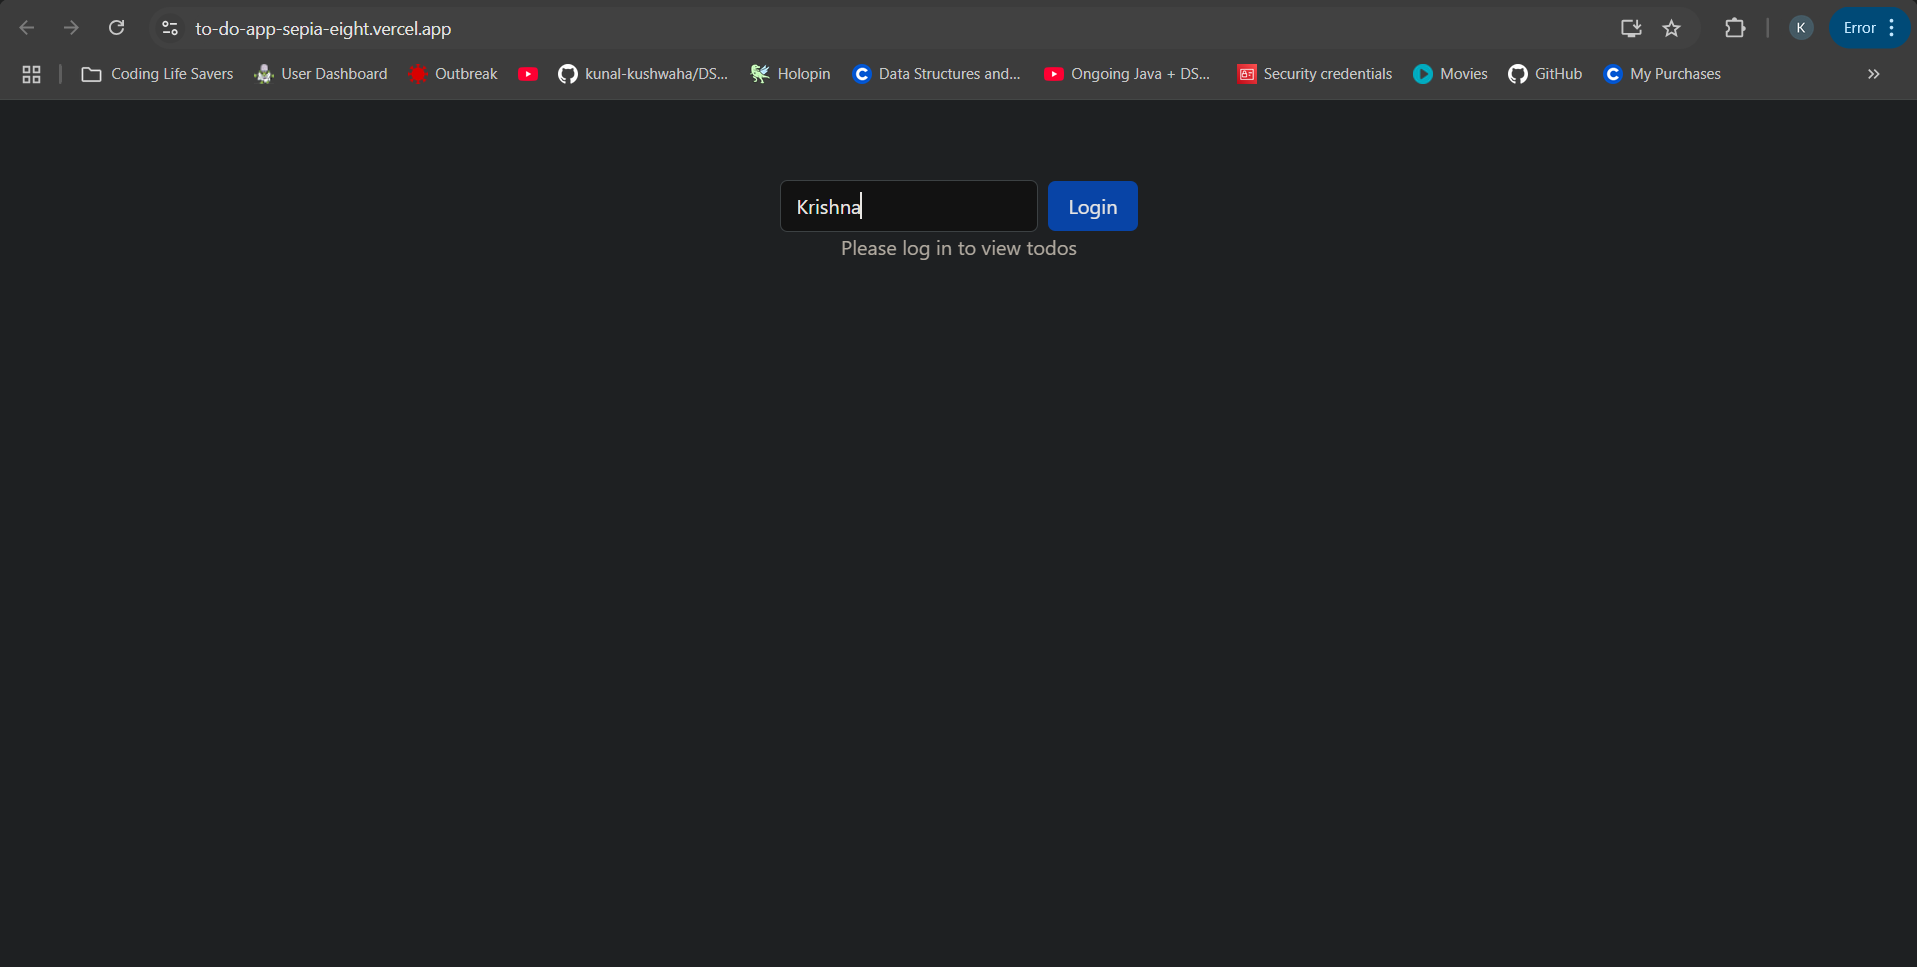 to-do-app-sepia-eight.vercel.app
K
Error
Coding Life Savers
User Dashboard
Outbreak
kunal-kushwaha/DS...
Holopin
Data Structures and...
Ongoing Java + DS...
Security credentials
Movies
GitHub
My Purchases
Krishna
Login
Please log in to view todos